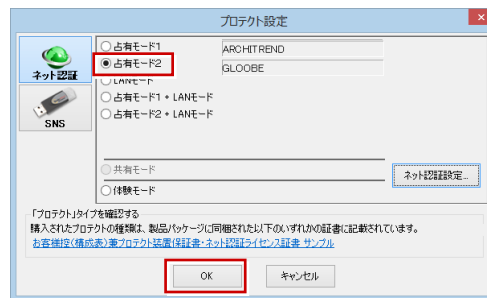 プロテクト設定
×
ネット認証
SNS
占有モード1
ARCHITREND
占有モード2
GLOOBE
LANモード
占有モード1 + LANモード
占有モード2 + LANモード
共有モード
ネット認証設定...
体験モード
「プロテクト」タイプを確認する
購入されたプロテクトの種類は、製品パッケージに同梱された以下のいずれかの証書に記載されています。
お客様控(構成表)兼プロテクト装置保証書・ネット認証ライセンス証書 サンプル
OK
キャンセル